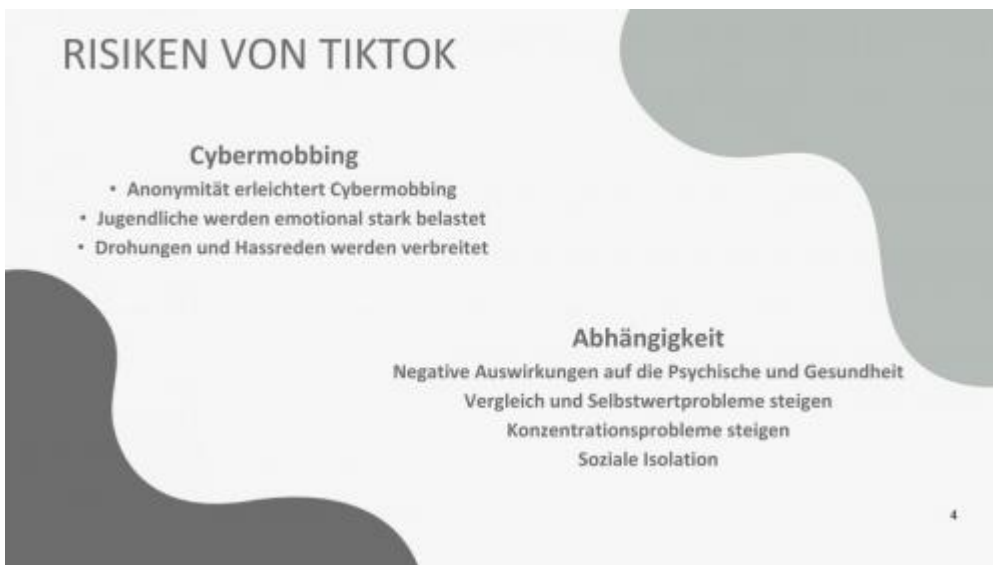 RISIKEN VON TIKTOK
Cybermobbing
• Anonymität erleichtert Cybermobbing
• Jugendliche werden emotional stark belastet
• Drohungen und Hassreden werden verbreitet
Abhängigkeit
Negative Auswirkungen auf die Psychische und Gesundheit
Vergleich und Selbstwertprobleme steigen
Konzentrationsprobleme steigen
Soziale Isolation
4